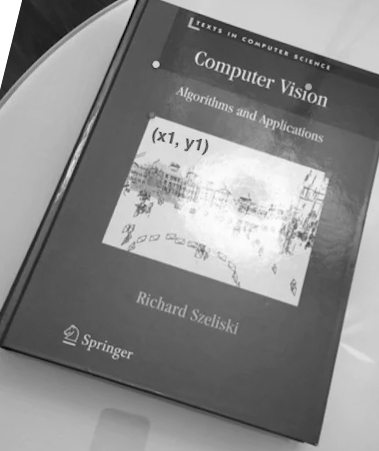 TEXTS IN COMPUTER SCIENCE
Computer Vision
Algorithms and Applications
(x1, y1)
Richard Szeliski
Springer